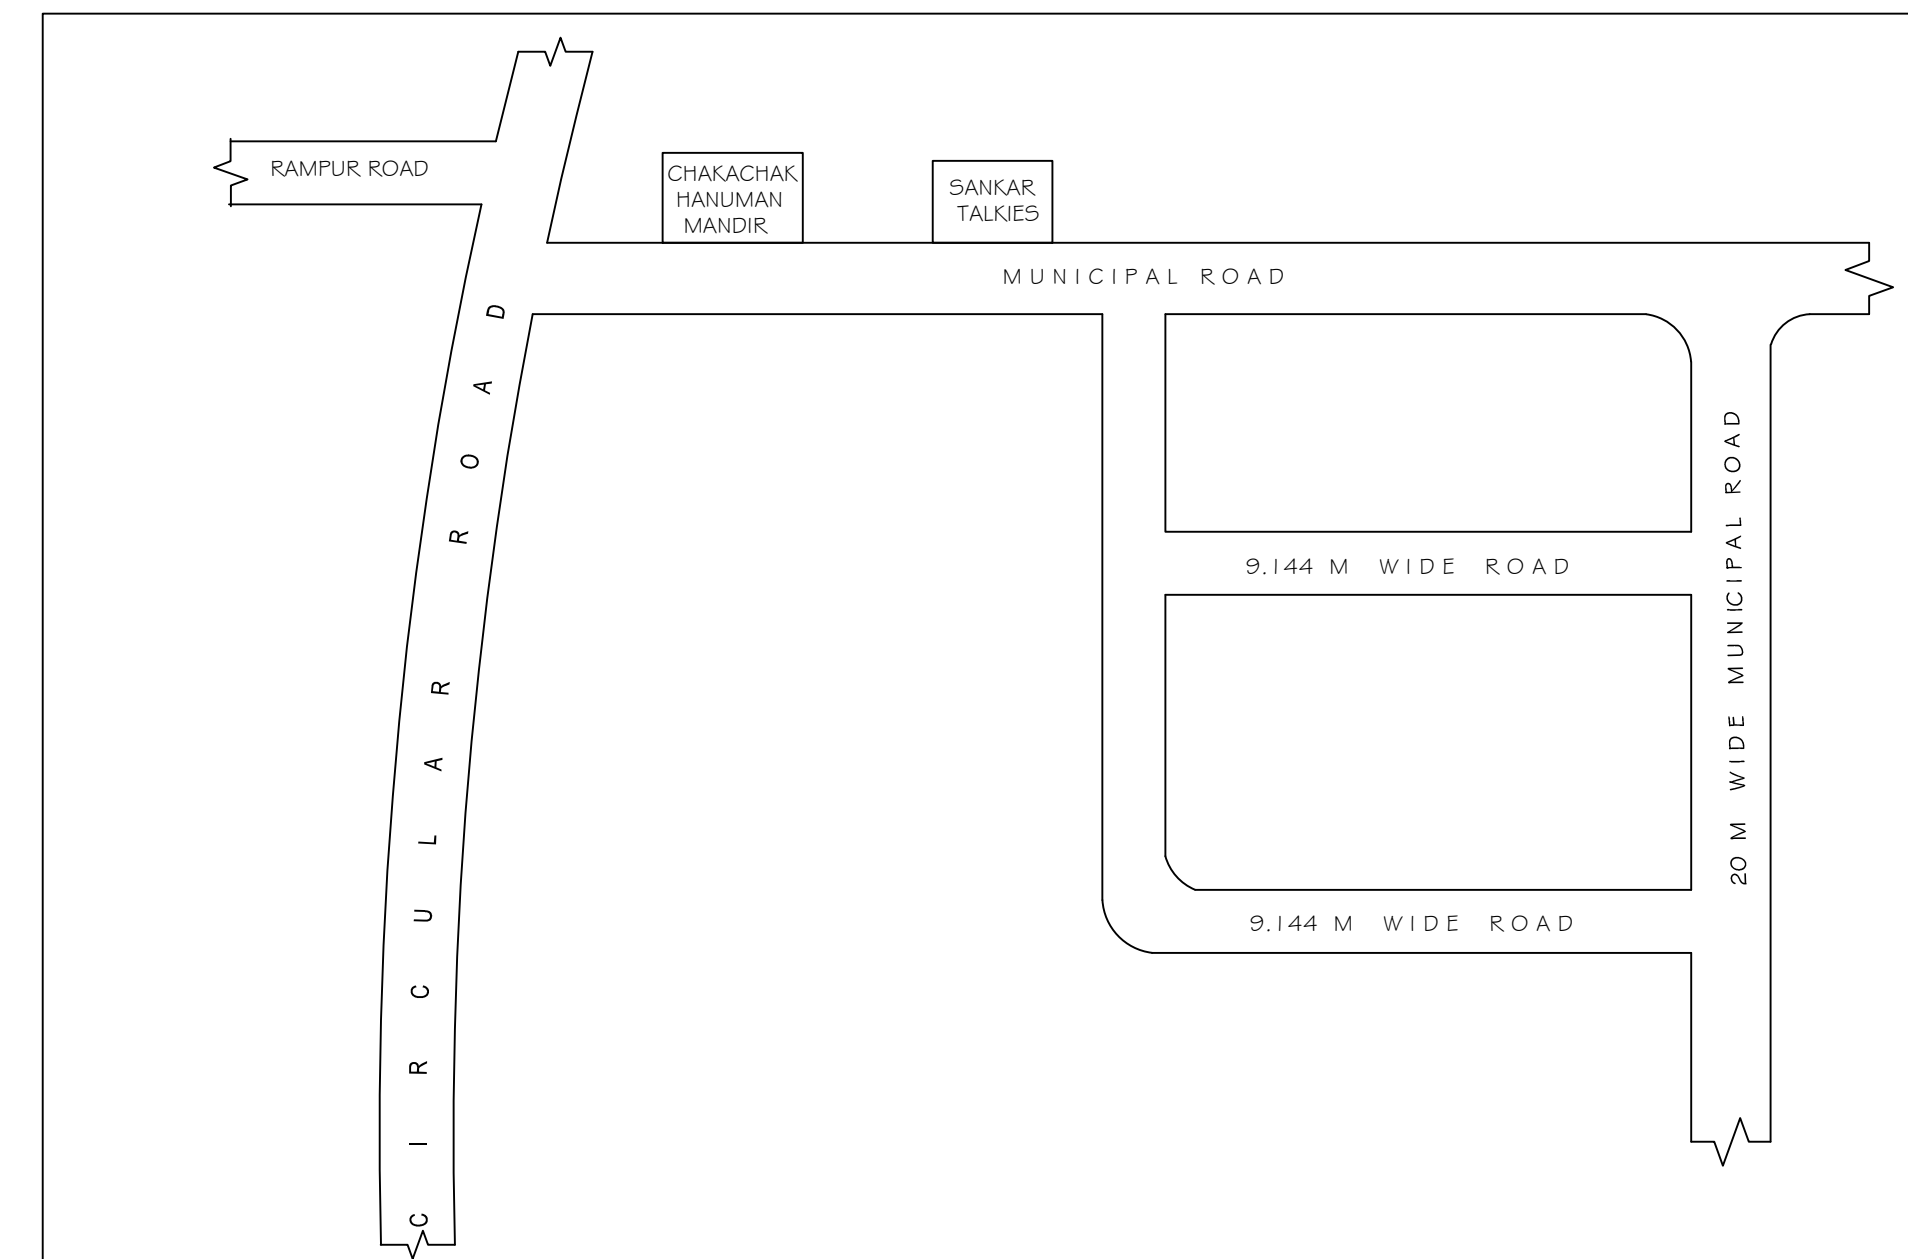 RAMPUR ROAD
CHAKACHAK
HANUMAN
MANDIR
SANKAR
TALKIES
MUNICIPAL ROAD
CIRCULAR ROAD
9.144 M WIDE ROAD
20 M WIDE MUNICIPAL ROAD
9.144 M WIDE ROAD